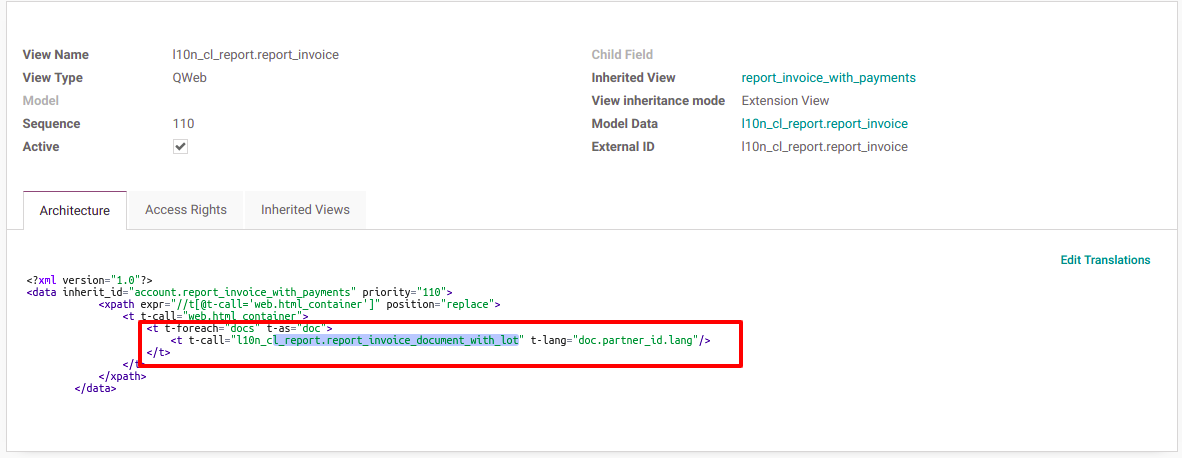 View Name l10n_cl_report.report_invoice Child Field
View Type QWeb Inherited View report_invoice_with_payments
Model View inheritance mode Extension View
Sequence 110 Model Data l10n_cl_report.report_invoice
Active External ID l10n_cl_report.report_invoice
Architecture Access Rights Inherited Views
Edit Translations
<?xml version="1.0"?>
<data inherit_id="account.report_invoice_with_payments" priority="110">
<xpath expr="//t[@t-call='web.html_container']" position="replace">
<t t-call="web.html_container">
<t t-foreach="docs" t-as="doc">
<t t-call="l10n_cl_report.report_invoice_document_with_lot" t-lang="doc.partner_id.lang"/>
</t>
</t>
</xpath>
</data>